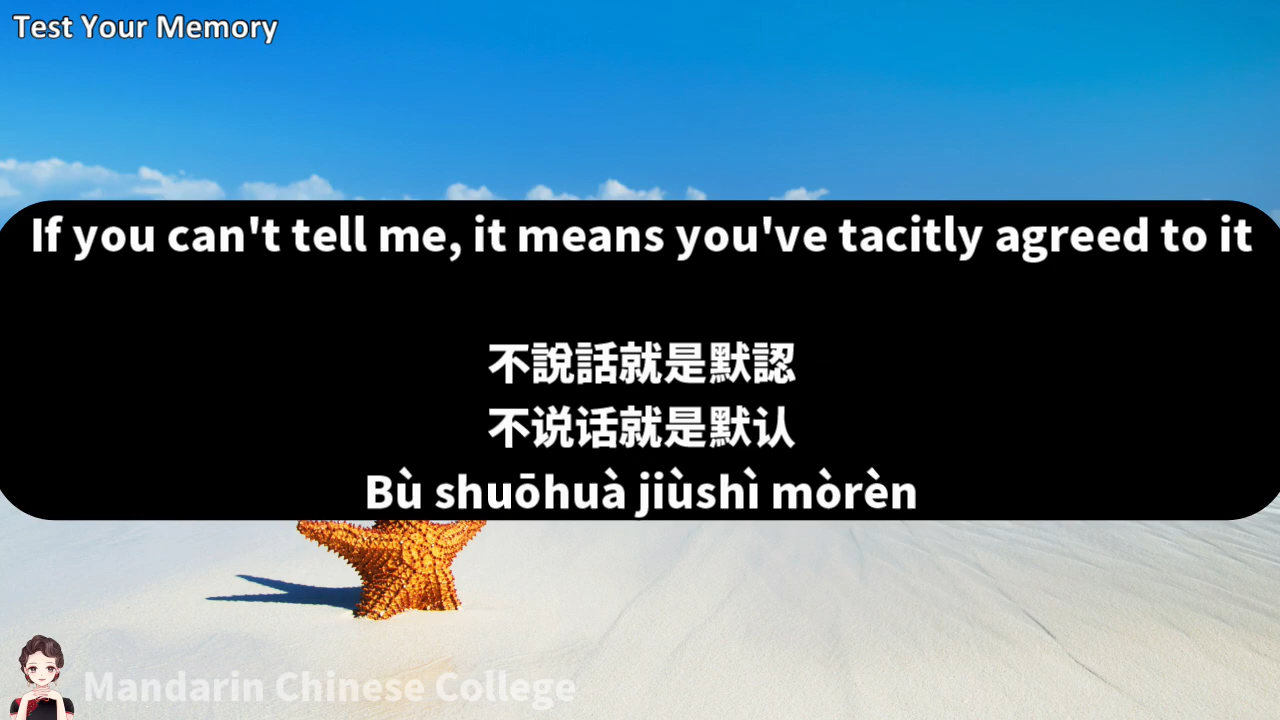 Test Your Memory
If you can't tell me, it means you've tacitly agreed to it
不說話就是默認
不说话就是默认
Bù shuōhuà jiùshì mòrèn
Mandarin Chinese College